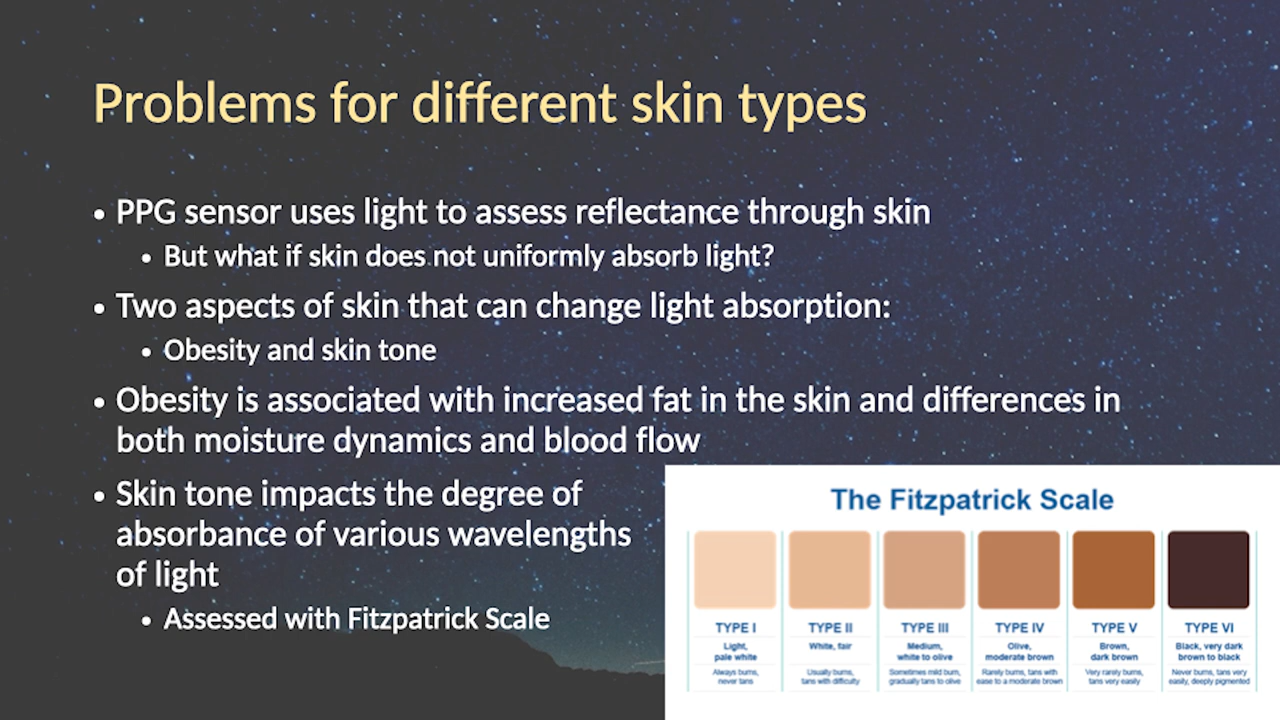 Problems for different skin types
• PPG sensor uses light to assess reflectance through skin
• But what if skin does not uniformly absorb light?
• Two aspects of skin that can change light absorption:
• Obesity and skin tone
• Obesity is associated with increased fat in the skin and differences in
both moisture dynamics and blood flow
• Skin tone impacts the degree of
absorbance of various wavelengths
of light
• Assessed with Fitzpatrick Scale
The Fitzpatrick Scale
TYPE I
Light,
pale white
Always burns,
never tans
TYPE II
White, fair
Usually burns,
tans with difficulty
TYPE III
Medium,
white to olive
Sometimes mild burn,
gradually tans to olive
TYPE IV
Olive,
moderate brown
Rarely burns, tans with
ease to a moderate brown
TYPE V
Brown,
dark brown
Very rarely burns,
tans very easily
TYPE VI
Black, very dark
brown to black
Never burns, tans very
easily, deeply pigmented